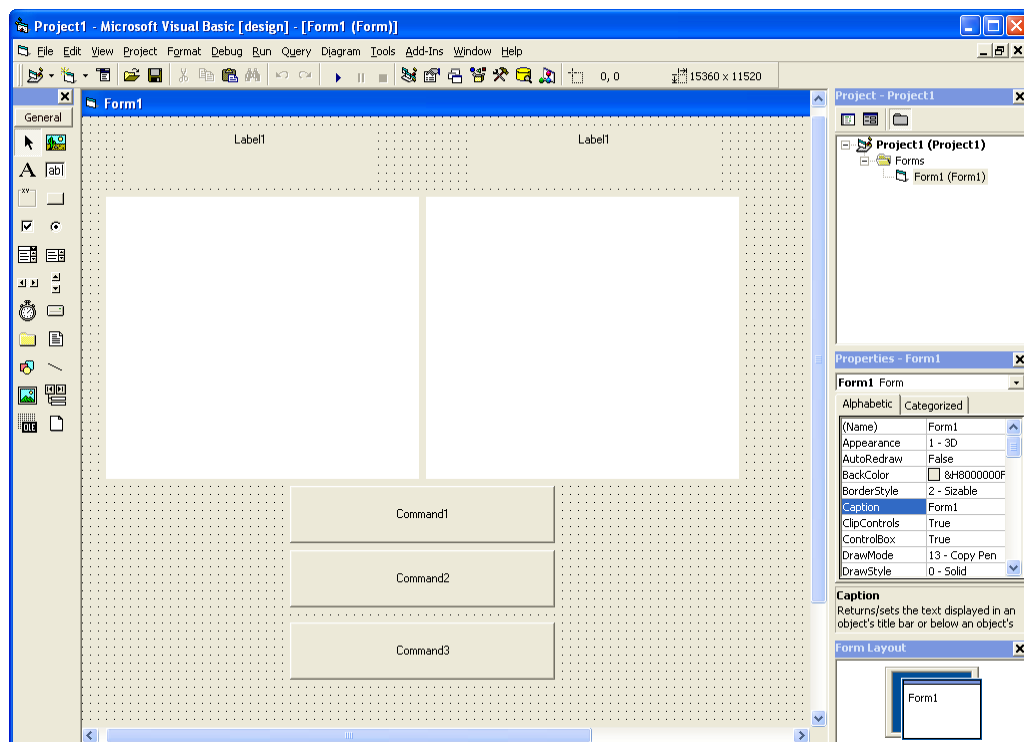 Project1 - Microsoft Visual Basic [design] - [Form1 (Form)]
File Edit View Project Format Debug Run Query Diagram Tools Add-Ins Window Help
0, 0 15360 x 11520
General
A ab|
xy
OLE
Form1
Label1 Label1
Command1
Command2
Command3
Project - Project1
Project1 (Project1)
Forms
Form1 (Form1)
Properties - Form1
Form1 Form
Alphabetic Categorized
(Name) Form1
Appearance 1 - 3D
AutoRedraw False
BackColor &H8000000F
BorderStyle 2 - Sizable
Caption Form1
ClipControls True
ControlBox True
DrawMode 13 - Copy Pen
DrawStyle 0 - Solid
Caption
Returns/sets the text displayed in an
object's title bar or below an object's
Form Layout
Form1